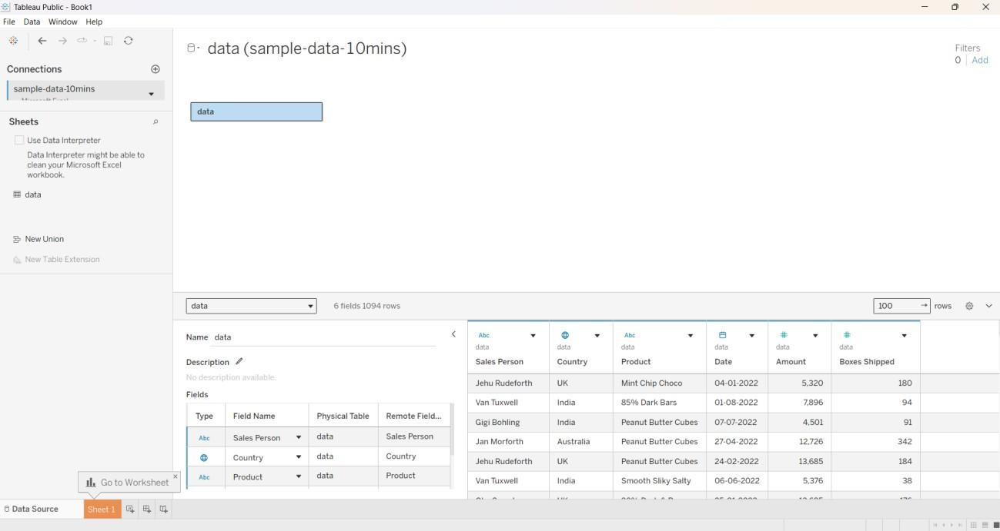 Tableau Public - Book1
File Data Window Help
data (sample-data-10mins)
Filters
0 Add
Connections
sample-data-10mins
Microsoft Excel
data
Sheets
Use Data Interpreter
Data Interpreter might be able to
clean your Microsoft Excel
workbook.
data
New Union
New Table Extension
data 6 fields 1094 rows 100 rows
Name data
Description
No description available.
Fields
Type Field Name Physical Table Remote Field...
Abc Sales Person data Sales Person
Country data Country
Abc Product data Product
Abc Abc
data data data data data data
Sales Person Country Product Date Amount Boxes Shipped
Jehu Rudeforth UK Mint Chip Choco 04-01-2022 5,320 180
Van Tuxwell India 85% Dark Bars 01-08-2022 7,896 94
Gigi Bohling India Peanut Butter Cubes 07-07-2022 4,501 91
Jan Morforth Australia Peanut Butter Cubes 27-04-2022 12,726 342
Jehu Rudeforth UK Peanut Butter Cubes 24-02-2022 13,685 184
Van Tuxwell India Smooth Sliky Salty 06-06-2022 5,376 38
Go to Worksheet
Data Source Sheet 1